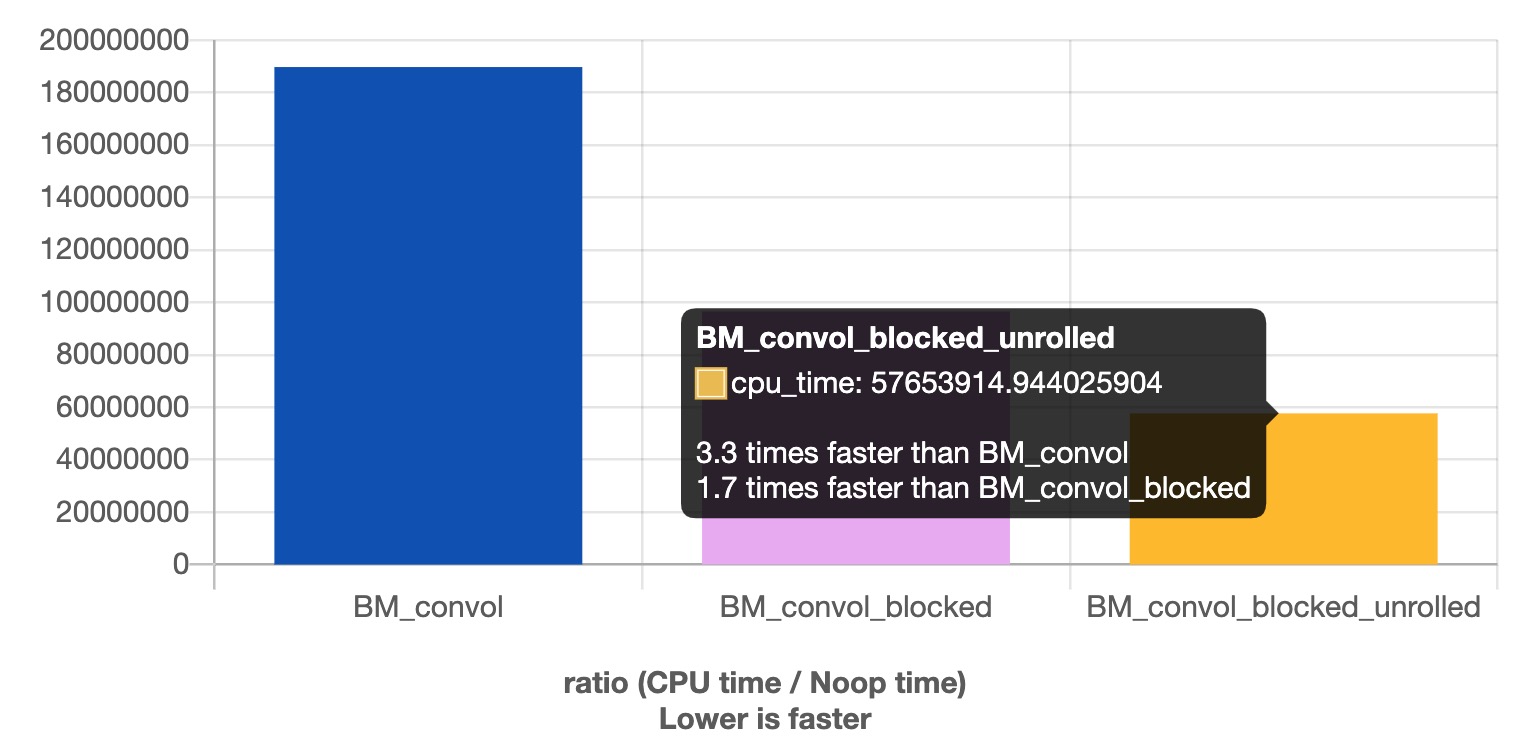 200000000
180000000
160000000
140000000
120000000
100000000
80000000
60000000
40000000
20000000
0
BM_convol_blocked_unrolled
cpu_time: 57653914.944025904
3.3 times faster than BM_convol
1.7 times faster than BM_convol_blocked
BM_convol
BM_convol_blocked
BM_convol_blocked_unrolled
ratio (CPU time / Noop time)
Lower is faster